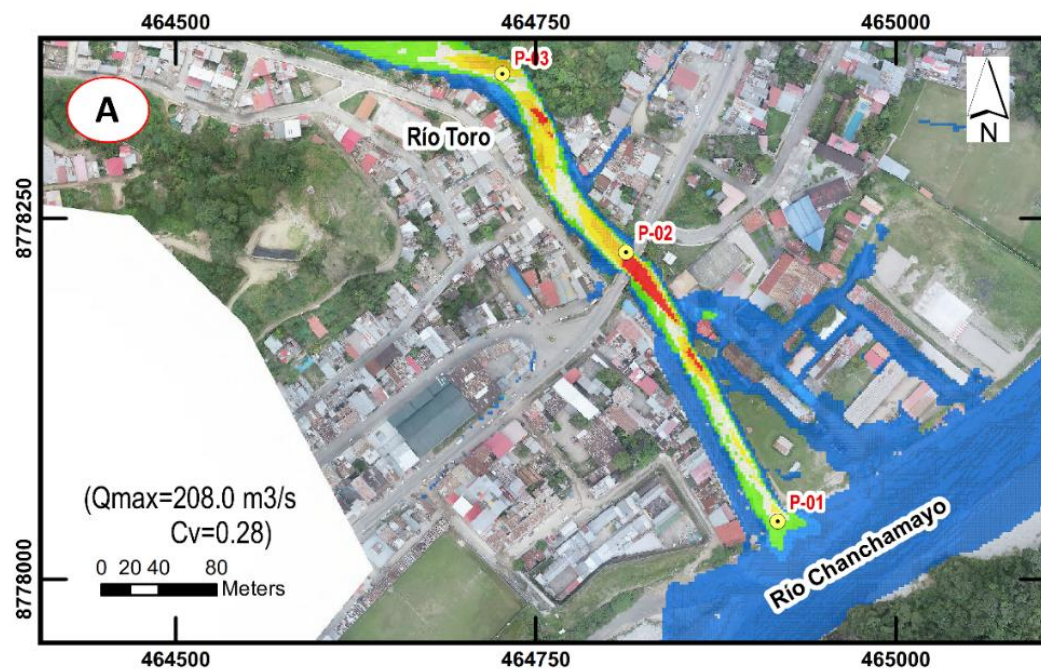 464500 464750 465000
A
P-03
Río Toro
N
8778250
P-02
(Qmax=208.0 m3/s
Cv=0.28)
P-01
Río Chanchamayo
0 20 40 80
Meters
8778000
464500 464750 465000